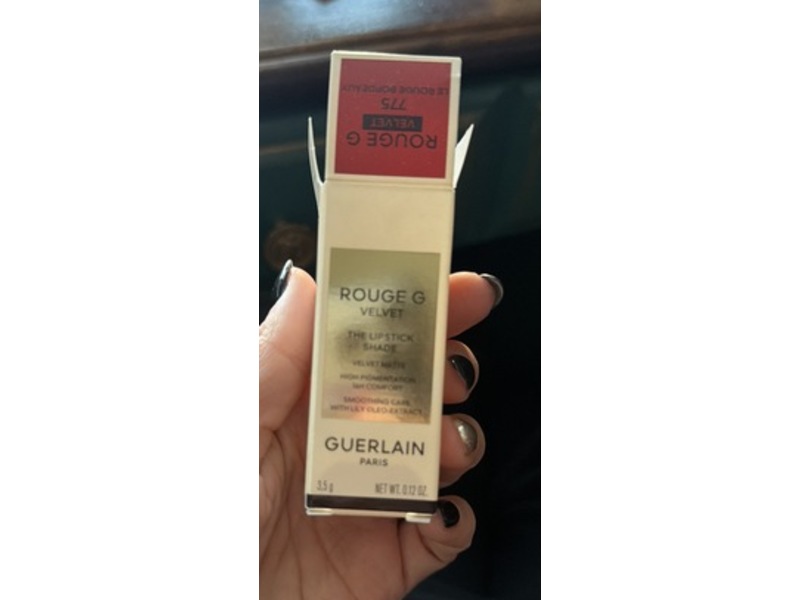 ROUGE G
VELVET
775
LE ROUGE BORDEAUX
ROUGE G
VELVET
THE LIPSTICK
SHADE
VELVET MATTE
HIGH PIGMENTATION
16H COMFORT
SMOOTHING CARE
WITH LILY OLEO-EXTRACT
GUERLAIN
PARIS
3,5 g NET WT. 0.12 OZ.